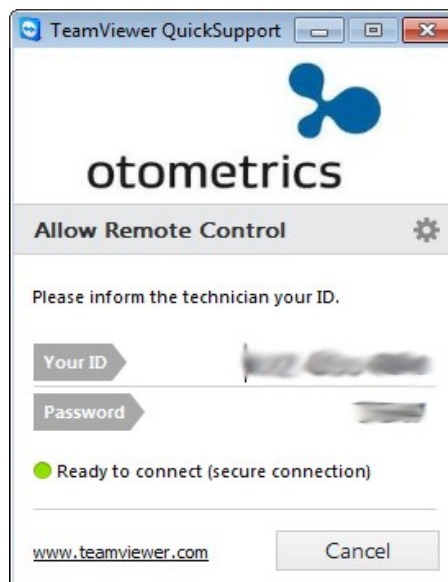 TeamViewer QuickSupport
otometrics
Allow Remote Control
Please inform the technician your ID.
Your ID
Password
Ready to connect (secure connection)
www.teamviewer.com Cancel